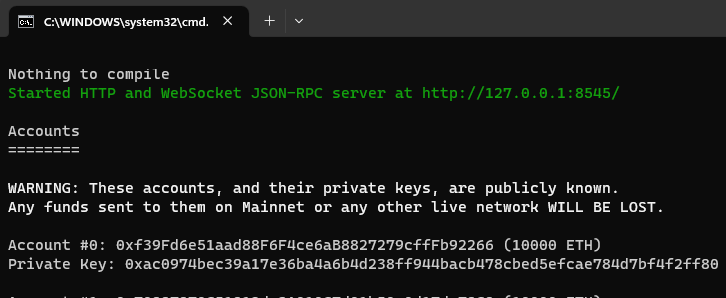 C:\WINDOWS\system32\cmd.
Nothing to compile
Started HTTP and WebSocket JSON-RPC server at http://127.0.0.1:8545/
Accounts
========
WARNING: These accounts, and their private keys, are publicly known.
Any funds sent to them on Mainnet or any other live network WILL BE LOST.
Account #0: 0xf39Fd6e51aad88F6F4ce6aB8827279cffFb92266 (10000 ETH)
Private Key: 0xac0974bec39a17e36ba4a6b4d238ff944bacb478cbed5efcae784d7bf4f2ff80